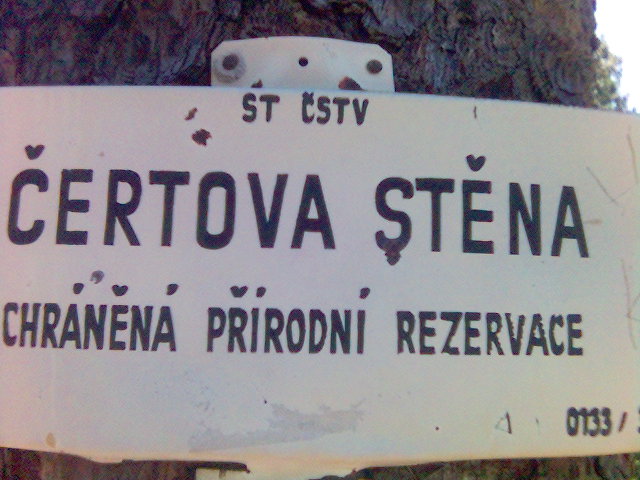 ST ČSTV
ČERTOVA STĚNA
CHRÁNĚNÁ PŘÍRODNÍ REZERVACE
0133 /